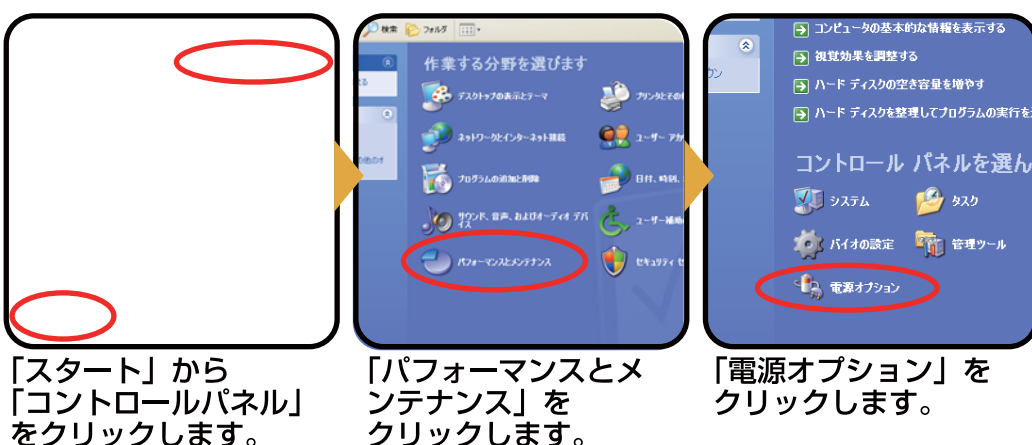 検索
フォルダ
作業する分野を選びます
デスクトップの表示とテーマ
ネットワークとインターネット接続
プログラムの追加と削除
サウンド、音声、およびオーディオ デバ
イス
パフォーマンスとメンテナンス
プリンタとその
ユーザー アカ
日付、時刻、
ユーザー補助
セキュリティ セ
コンピュータの基本的な情報を表示する
視覚効果を調整する
ハード ディスクの空き容量を増やす
ハード ディスクを整理してプログラムの実行を
コントロール パネルを選ん
システム
タスク
バイオの設定
管理ツール
電源オプション
「スタート」から
「コントロールパネル」
をクリックします。
「パフォーマンスとメ
ンテナンス」を
クリックします。
「電源オプション」を
クリックします。